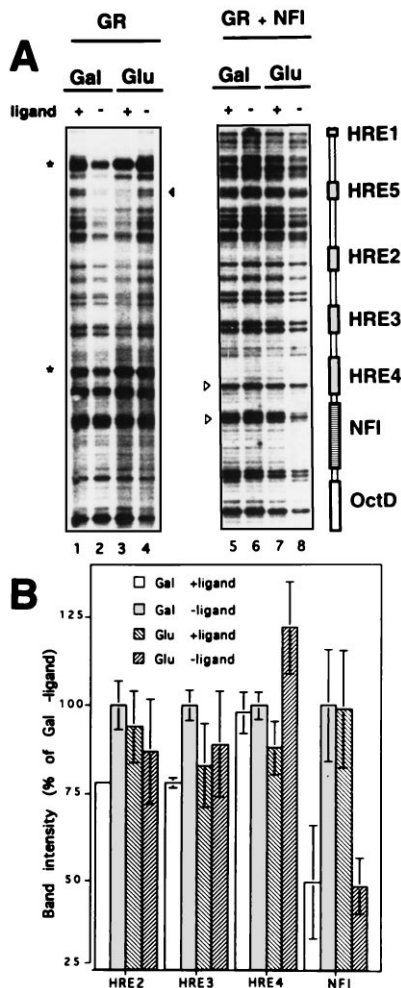 A
GR
GR + NFI
Gal Glu Gal Glu
ligand + - + - + - + -
*
*
HRE1
HRE5
HRE2
HRE3
HRE4
NFI
OctD
1 2 3 4 5 6 7 8
B
Band intensity (% of Gal -ligand)
125
100
75
50
25
Gal +ligand
Gal -ligand
Glu +ligand
Glu -ligand
HRE2 HRE3 HRE4 NFI